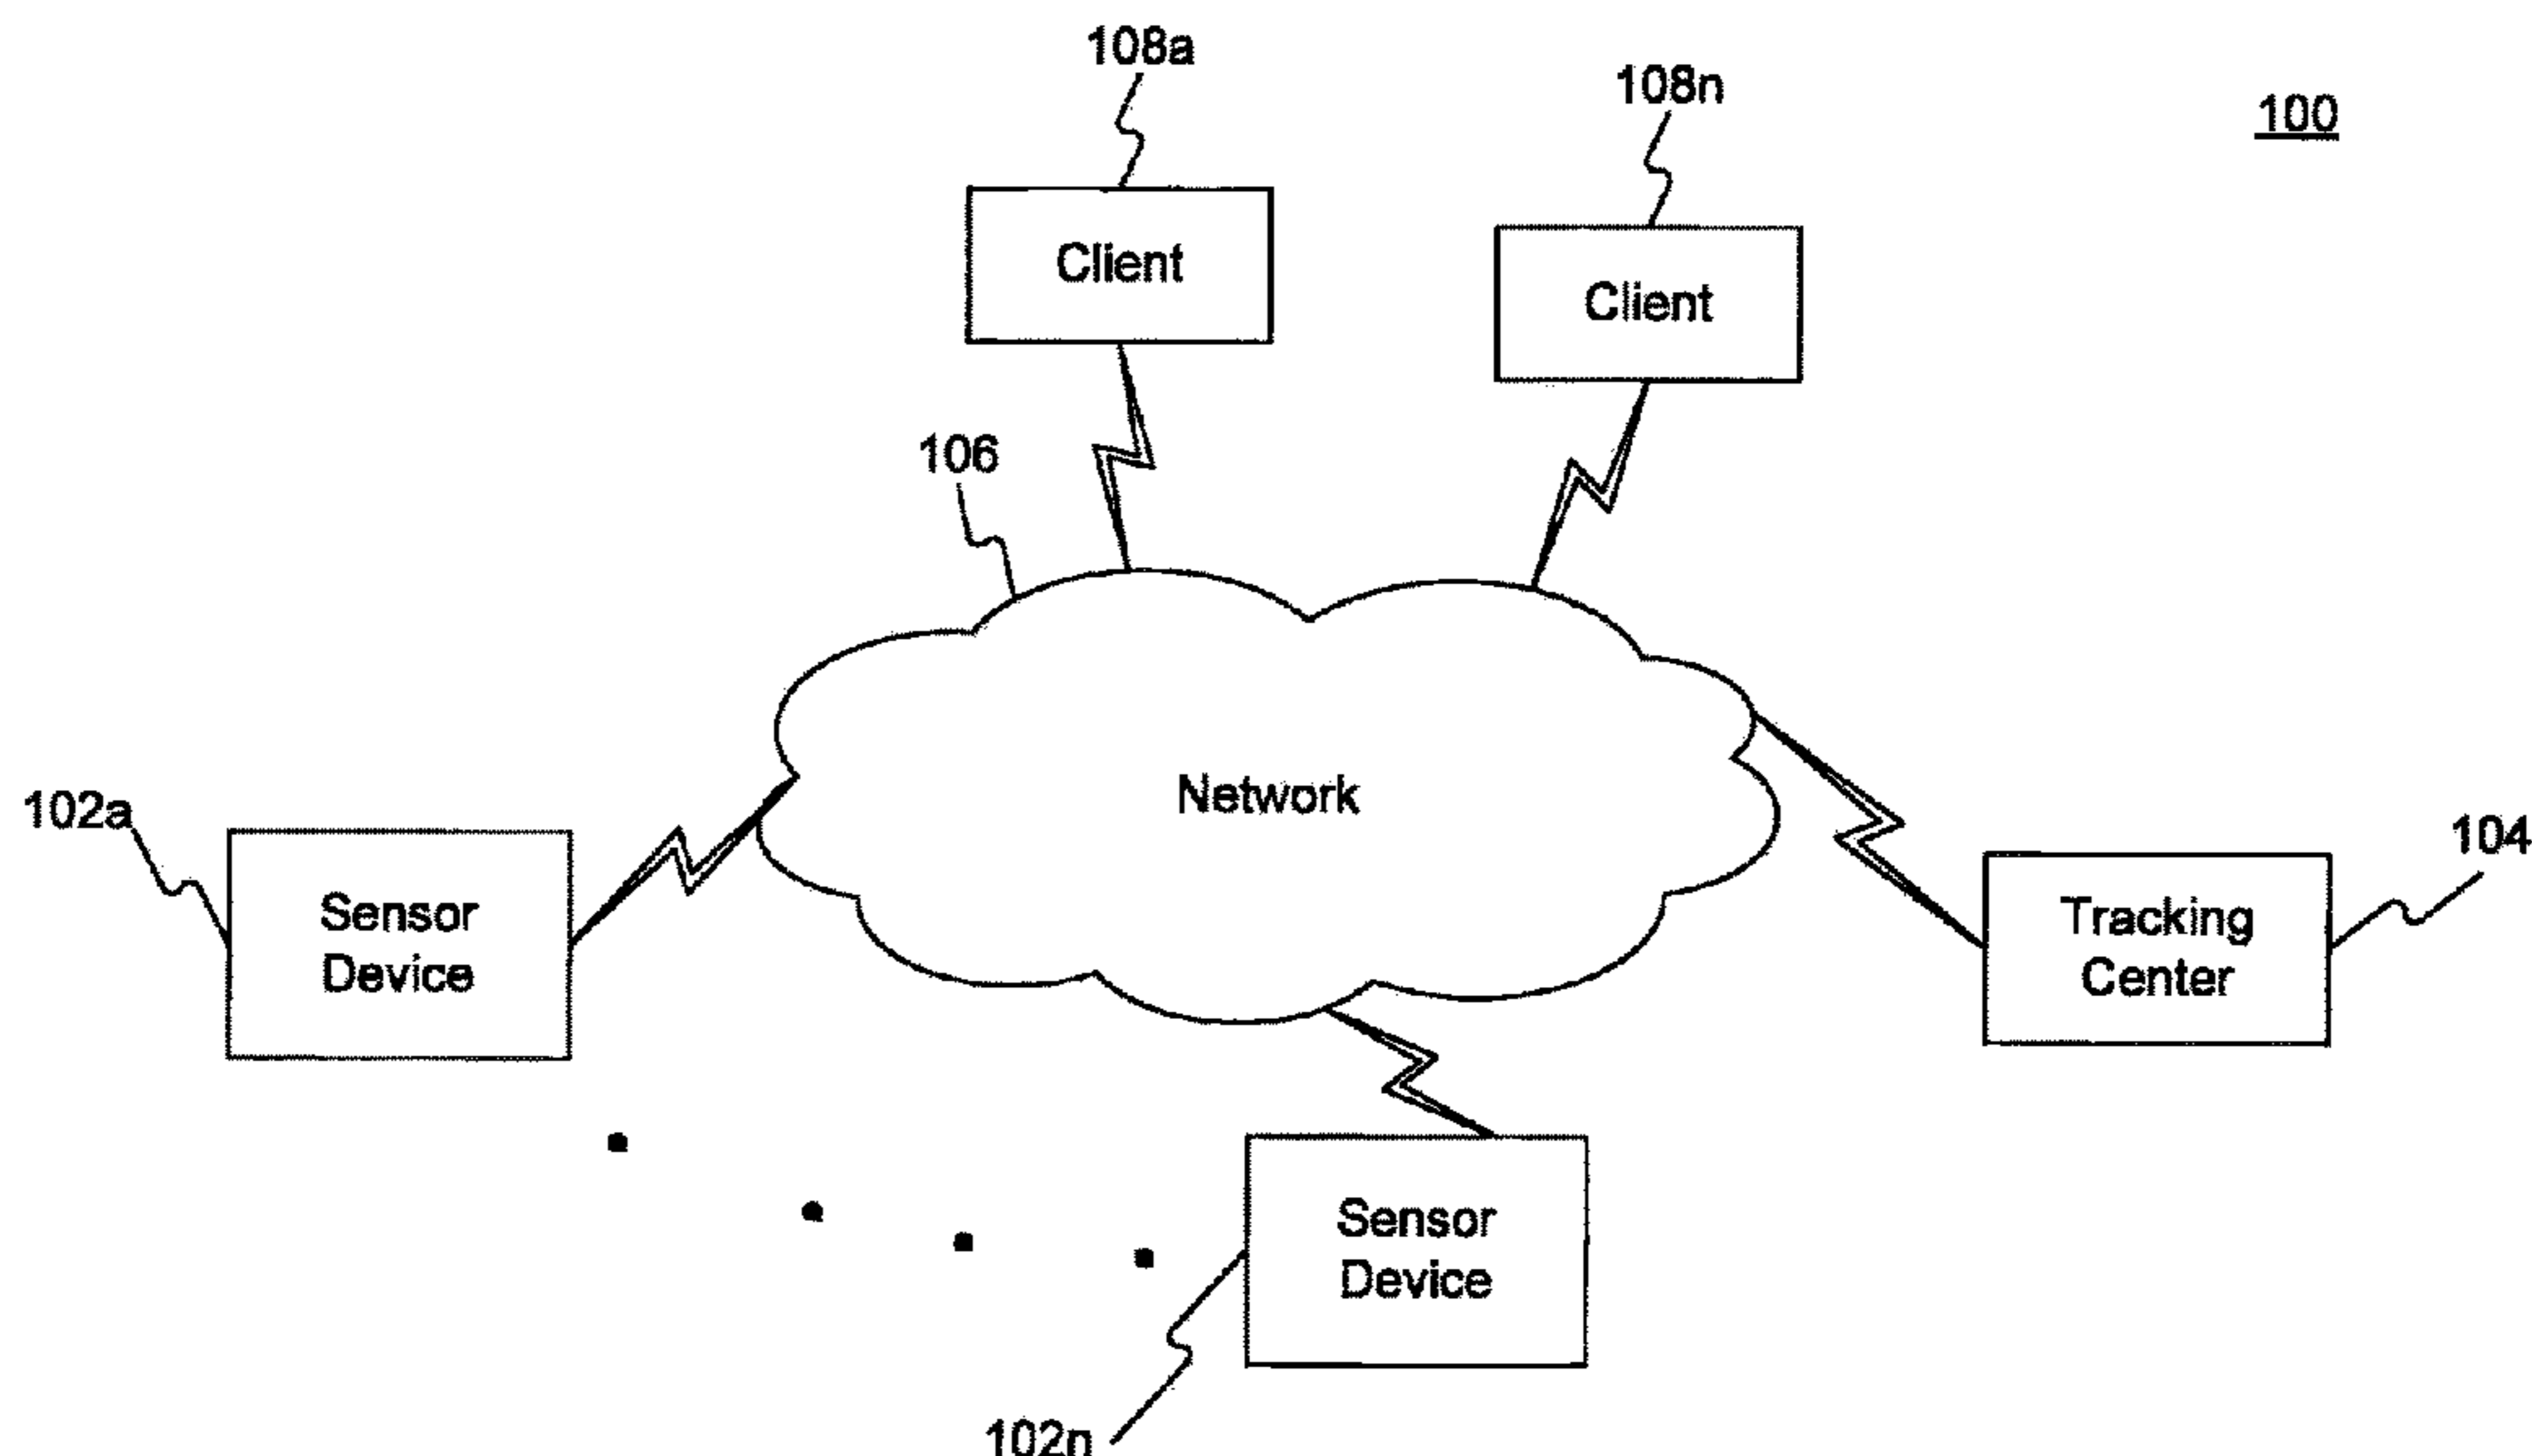 108a
108n
100
Client
Client
106
Network
102a
104
Sensor
Device
Tracking
Center
Sensor
Device
102n